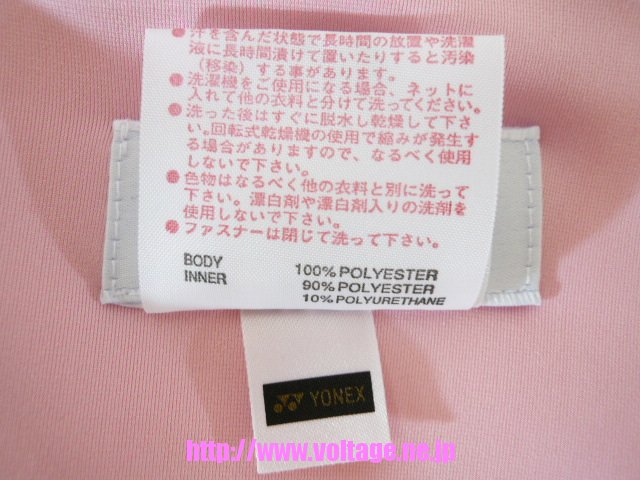 ●汗を含んだ状態で長時間の放置や洗濯
液に長時間漬けて置いたりすると汚染
(移染)する事があります。
●洗濯機をご使用になる場合、ネットに
入れて他の衣料と分けて洗ってください。
●洗った後はすぐに脱水し乾燥して下さ
い。回転式乾燥機の使用で縮みが発生す
る場合がありますので、なるべく使用
しないで下さい。
●色物はなるべく他の衣料と別に洗って
下さい。漂白剤や漂白剤入りの洗剤を
使用しないで下さい。
●ファスナーは閉じて洗って下さい。
BODY 100% POLYESTER
INNER 90% POLYESTER
10% POLYURETHANE
YONEX
http://www.voltage.ne.jp